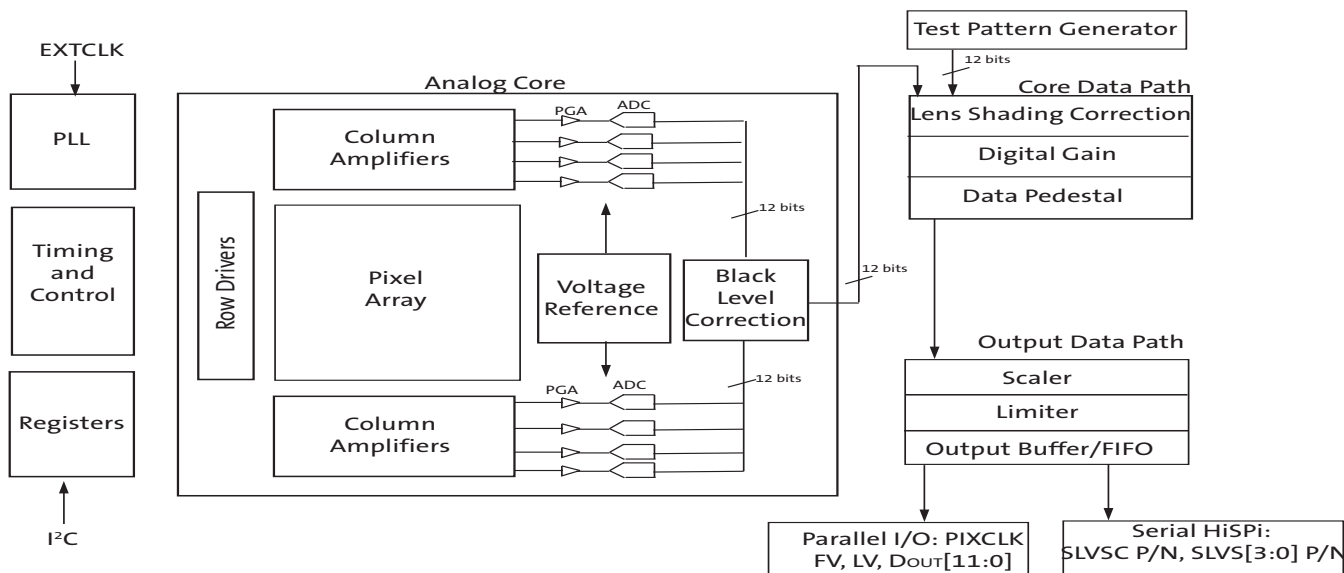 EXTCLK
PLL
Timing
and
Control
Registers
I²C
Analog Core
Column
Amplifiers
PGA
ADC
12 bits
Row Drivers
Pixel
Array
Voltage
Reference
Black
Level
Correction
12 bits
Column
Amplifiers
PGA
ADC
12 bits
Test Pattern Generator
12 bits
Core Data Path
Lens Shading Correction
Digital Gain
Data Pedestal
Output Data Path
Scaler
Limiter
Output Buffer/FIFO
Parallel I/O: PIXCLK
FV, LV, DOUT[11:0]
Serial HiSPi:
SLVSC P/N, SLVS[3:0] P/N